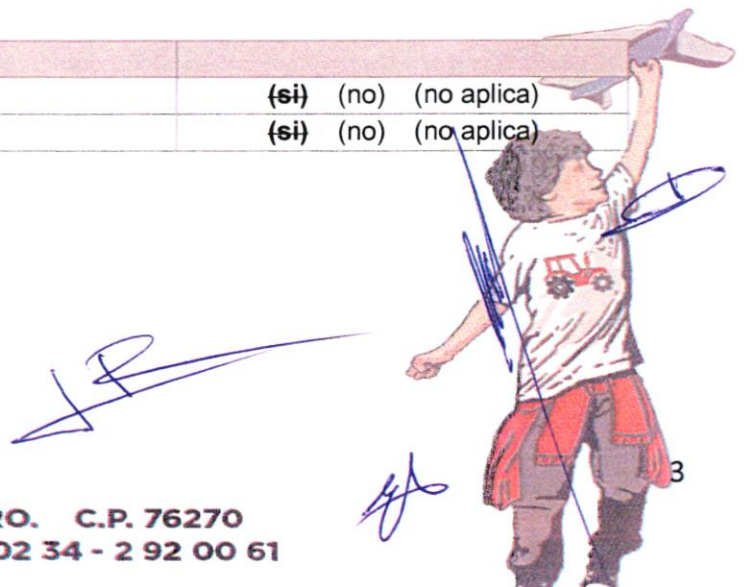 (si) (no) (no aplica)
(si) (no) (no aplica)
3
RO. C.P. 76270
02 34 - 2 92 00 61